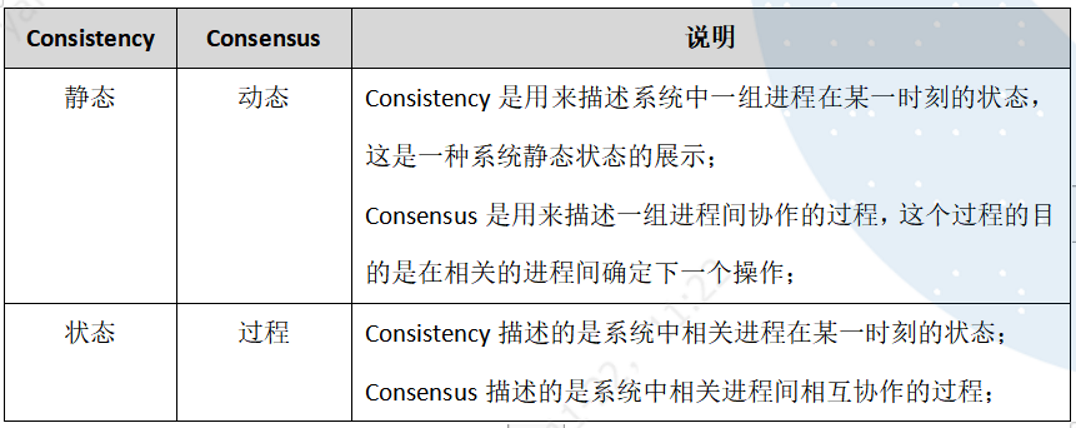 Consistency Consensus 说明
静态 动态 Consistency 是用来描述系统中一组进程在某一时刻的状态，
这是一种系统静态状态的展示；
Consensus 是用来描述一组进程间协作的过程，这个过程的目
的是在相关的进程间确定下一个操作；
状态 过程 Consistency 描述的是系统中相关进程在某一时刻的状态；
Consensus 描述的是系统中相关进程间相互协作的过程；